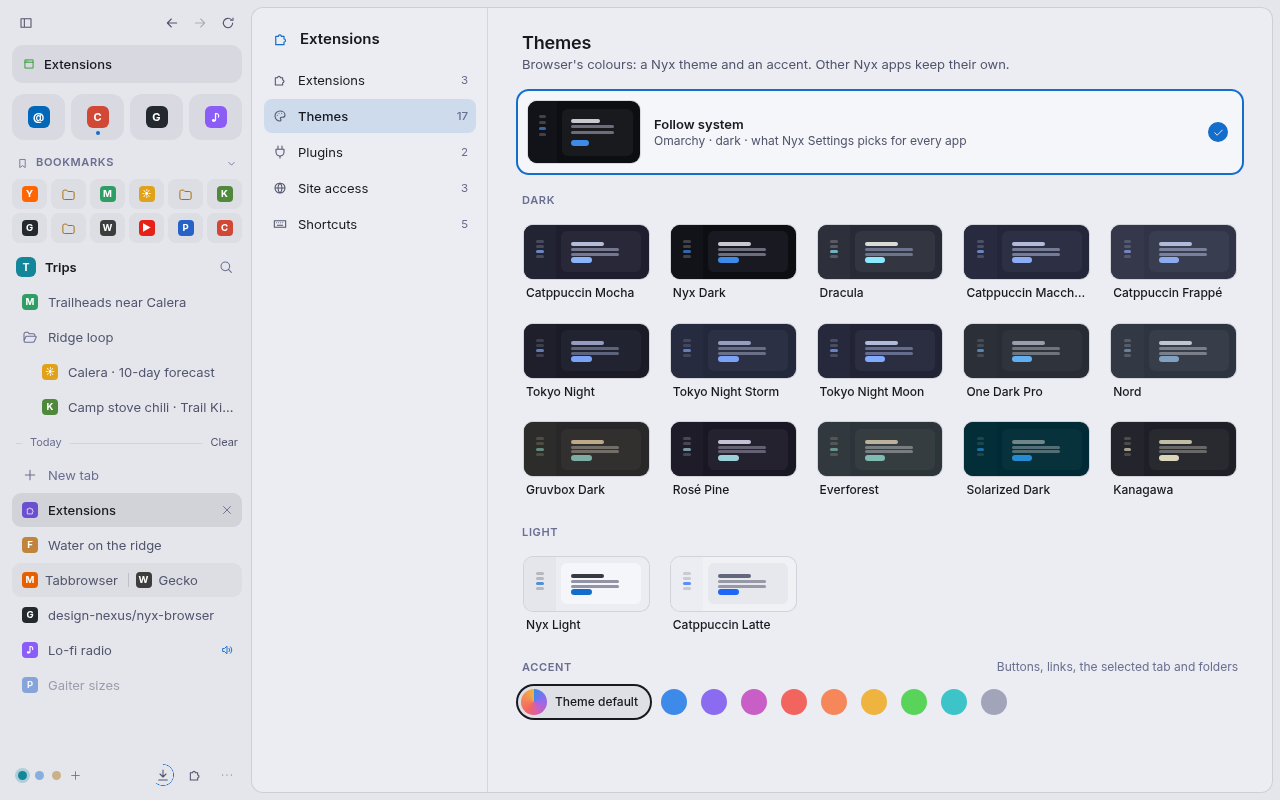 Extensions
@
C
G
BOOKMARKS
Y
M
K
G
W
P
C
T Trips
M Trailheads near Calera
Ridge loop
Calera · 10-day forecast
K Camp stove chili · Trail Ki...
Today
Clear
New tab
Extensions
F Water on the ridge
M Tabbrowser
W Gecko
G design-nexus/nyx-browser
Lo-fi radio
P Gaiter sizes
Extensions
Extensions 3
Themes 17
Plugins 2
Site access 3
Shortcuts 5
Themes
Browser's colours: a Nyx theme and an accent. Other Nyx apps keep their own.
Follow system
Omarchy · dark · what Nyx Settings picks for every app
DARK
Catppuccin Mocha
Nyx Dark
Dracula
Catppuccin Macch...
Catppuccin Frappé
Tokyo Night
Tokyo Night Storm
Tokyo Night Moon
One Dark Pro
Nord
Gruvbox Dark
Rosé Pine
Everforest
Solarized Dark
Kanagawa
LIGHT
Nyx Light
Catppuccin Latte
ACCENT
Buttons, links, the selected tab and folders
Theme default